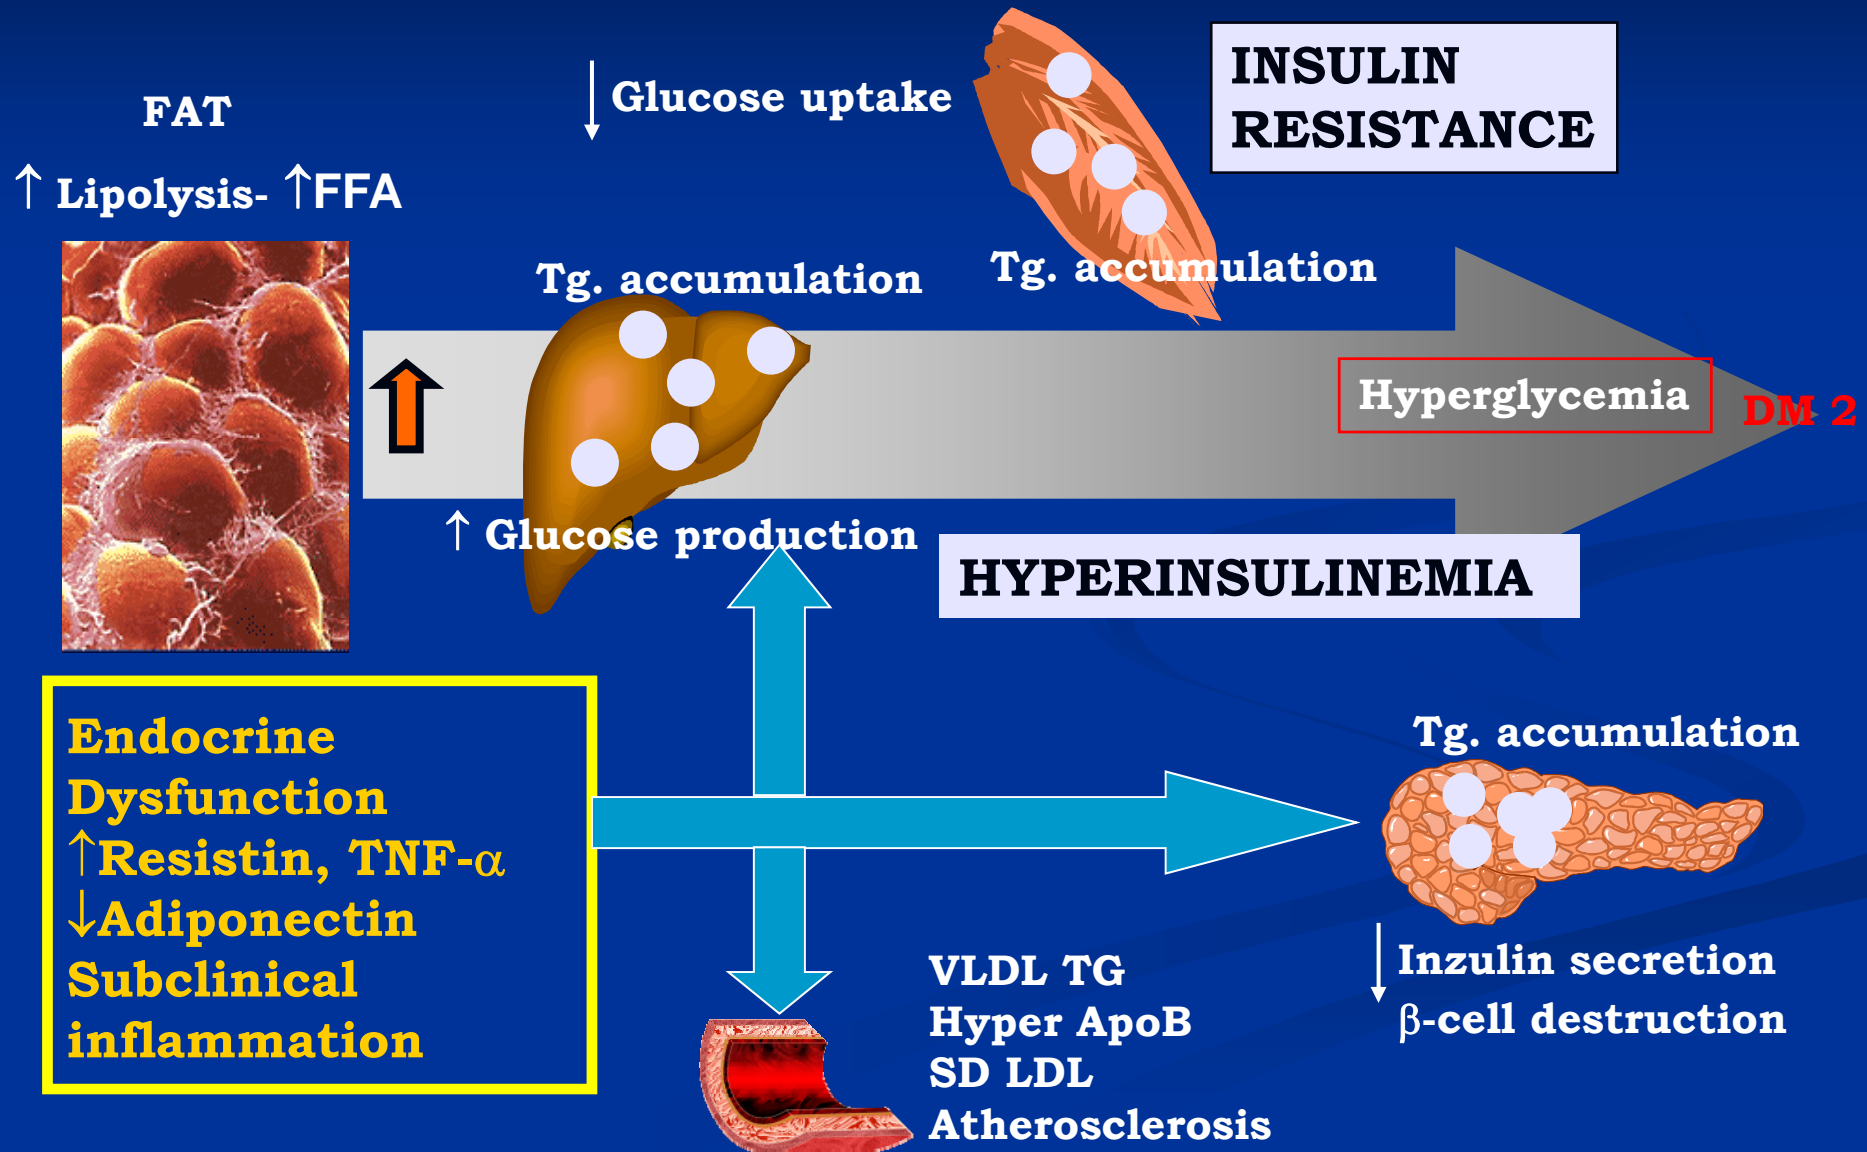 FAT
↑ Lipolysis- ↑FFA
↓ Glucose uptake
INSULIN
RESISTANCE
Tg. accumulation
Tg. accumulation
Hyperglycemia
DM 2
↑ Glucose production
HYPERINSULINEMIA
Endocrine
Dysfunction
↑Resistin, TNF-α
↓Adiponectin
Subclinical
inflammation
Tg. accumulation
↓ Inzulin secretion
β-cell destruction
VLDL TG
Hyper ApoB
SD LDL
Atherosclerosis